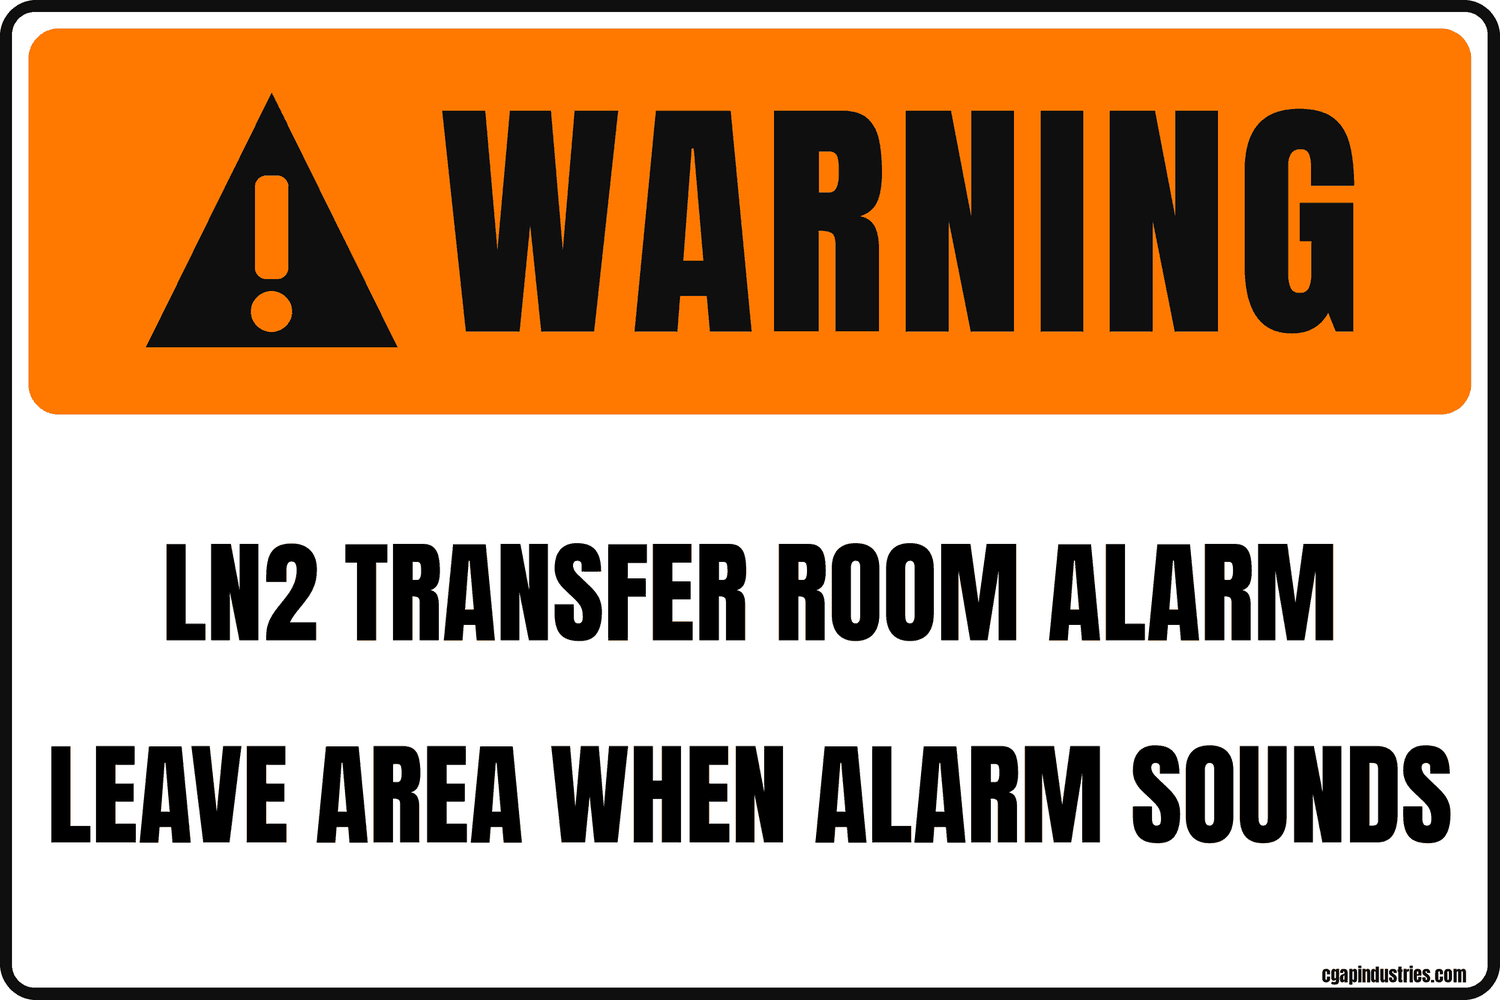 WARNING
LN2 TRANSFER ROOM ALARM
LEAVE AREA WHEN ALARM SOUNDS
cgapindustries.com